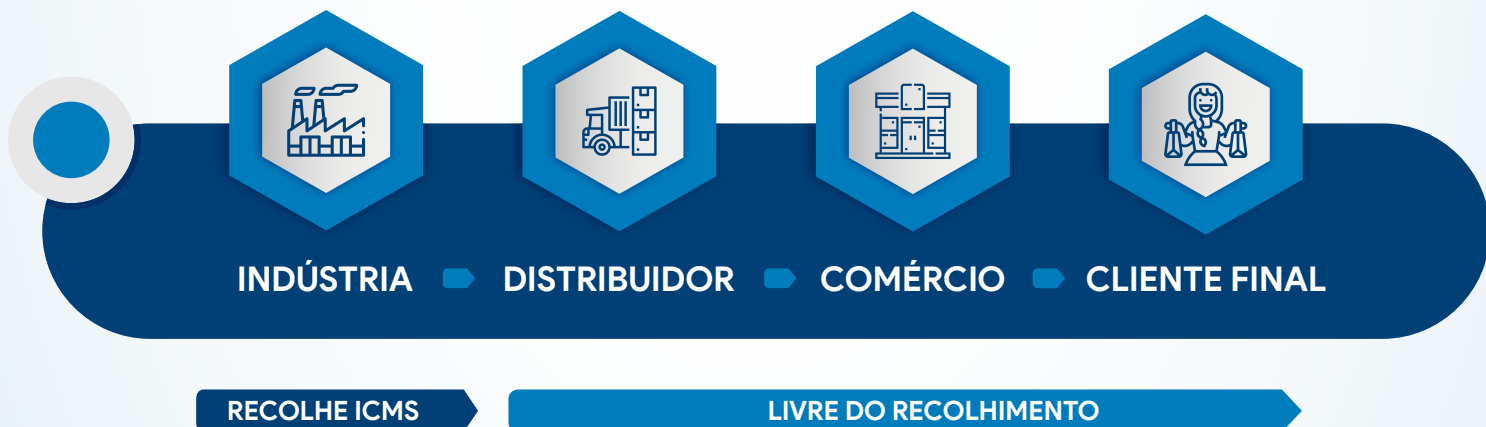 INDÚSTRIA DISTRIBUIDOR COMÉRCIO CLIENTE FINAL
RECOLHE ICMS LIVRE DO RECOLHIMENTO